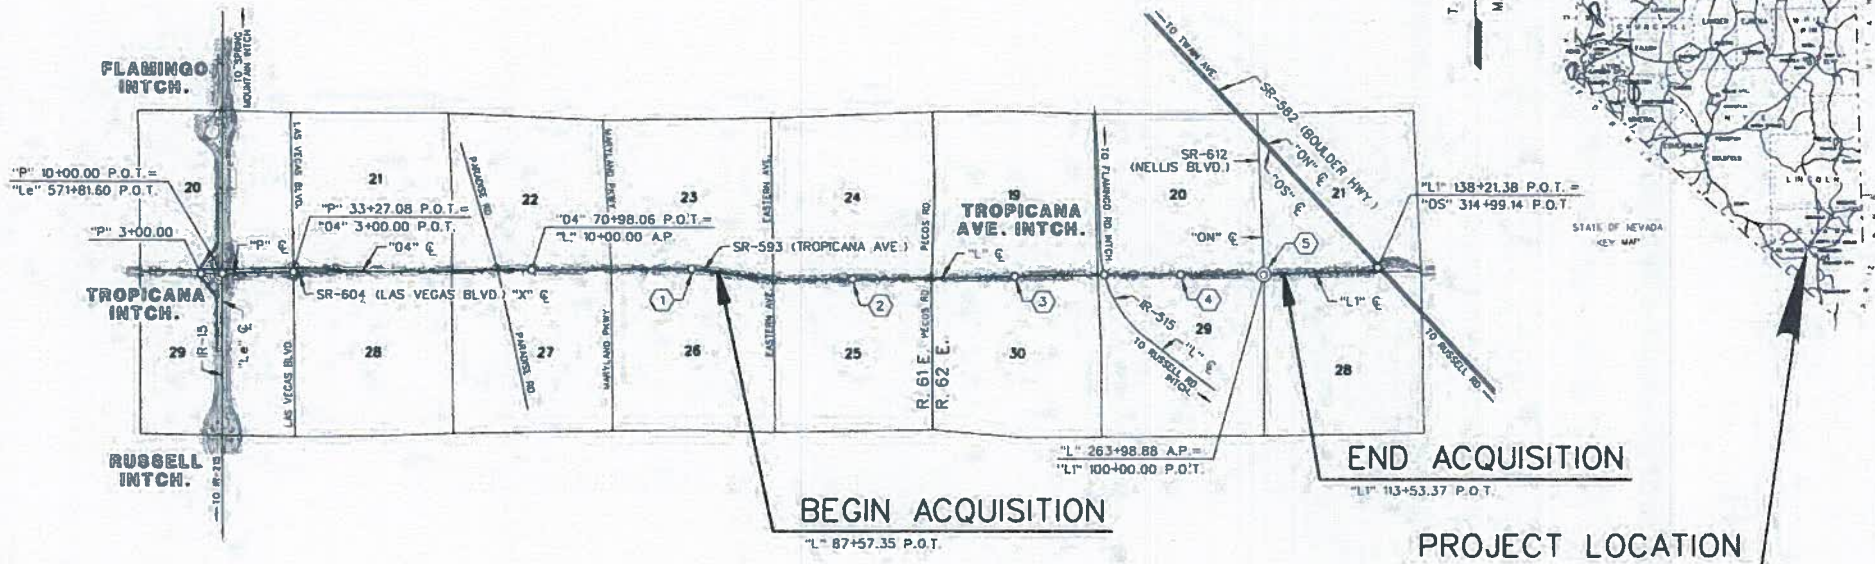 FLAMINGO
INTCH.
TO SPRING
MOUNTAIN INTCH
"P" 10+00.00 P.O.T.=
"Le" 571+81.60 P.O.T.
"P" 3+00.00
TROPICANA
INTCH.
RUSSELL
INTCH.
20
29
IR-15
"Le" ℄
"P" ℄
TO IR-215
LAS VEGAS BLVD.
LAS VEGAS BLVD.
21
"P" 33+27.08 P.O.T.=
"O4" 3+00.00 P.O.T.
"O4" ℄
SR-604 (LAS VEGAS BLVD.) "X" ℄
28
PARADISE RD
22
"O4" 70+98.06 P.O.T.=
"L" 10+00.00 A.P.
PARADISE RD
27
MARYLAND PKWY
MARYLAND PKWY
23
SR-593 (TROPICANA AVE.)
1
26
EASTERN AVE.
EASTERN AVE.
24
2
25
PECOS RD.
PECOS RD.
R. 61 E.
R. 62 E.
19
TROPICANA
AVE. INTCH.
"L" ℄
3
30
TO FLAMINGO RD. INTCH.
20
SR-612
(NELLIS BLVD.)
"ON" ℄
4
29
IR-515
"L" ℄
TO RUSSELL RD.
INTCH.
TO TWAIN AVE.
SR-582 (BOULDER HWY.)
"ON" ℄
"OS" ℄
21
5
"L1" ℄
28
TO RUSSELL RD.
"L1" 138+21.38 P.O.T.=
"OS" 314+99.14 P.O.T.
"L" 263+98.88 A.P.=
"L1" 100+00.00 P.O.T.
BEGIN ACQUISITION
"L" 87+57.35 P.O.T.
END ACQUISITION
"L1" 113+53.37 P.O.T.
T.
M
STATE OF NEVADA
KEY MAP
LINCOLN
PROJECT LOCATION